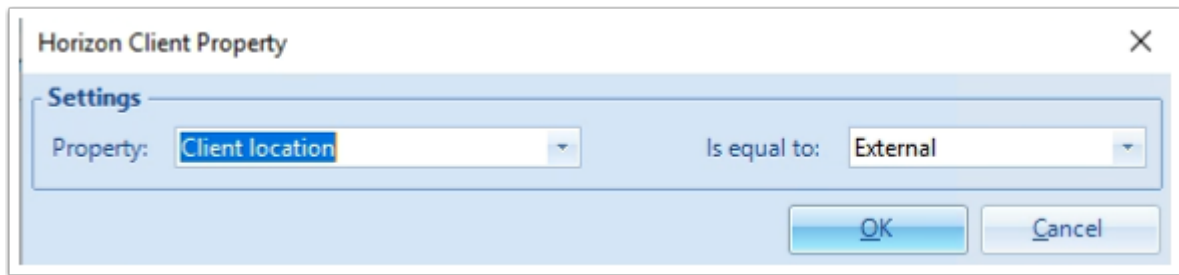 Horizon Client Property
Settings
Property: Client location Is equal to: External
OK Cancel